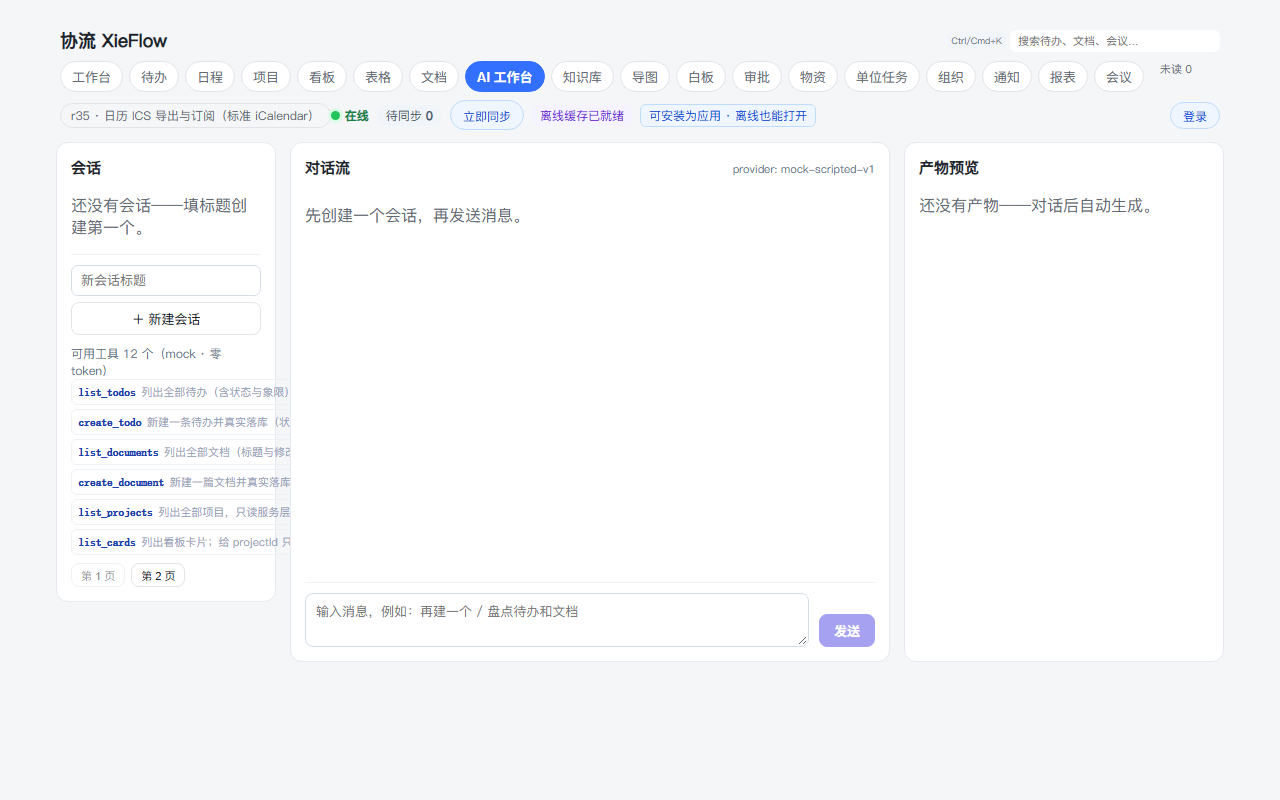 协流 XieFlow
Ctrl/Cmd+K
搜索待办、文档、会议...
工作台 待办 日程 项目 看板 表格 文档 AI 工作台 知识库 导图 白板 审批 物资 单位任务 组织 通知 报表 会议 未读 0
r35 · 日历 ICS 导出与订阅（标准 iCalendar） 在线 待同步 0 立即同步 离线缓存已就绪 可安装为应用 · 离线也能打开 登录
会话
还没有会话——填标题创
建第一个。
新会话标题
＋ 新建会话
可用工具 12 个（mock · 零
token）
list_todos 列出全部待办（含状态与象限）
create_todo 新建一条待办并真实落库（状
list_documents 列出全部文档（标题与修改
create_document 新建一篇文档并真实落库
list_projects 列出全部项目，只读服务层
list_cards 列出看板卡片；给 projectId 只
第 1 页 第 2 页
对话流
provider: mock-scripted-v1
先创建一个会话，再发送消息。
输入消息，例如：再建一个 / 盘点待办和文档
发送
产物预览
还没有产物——对话后自动生成。